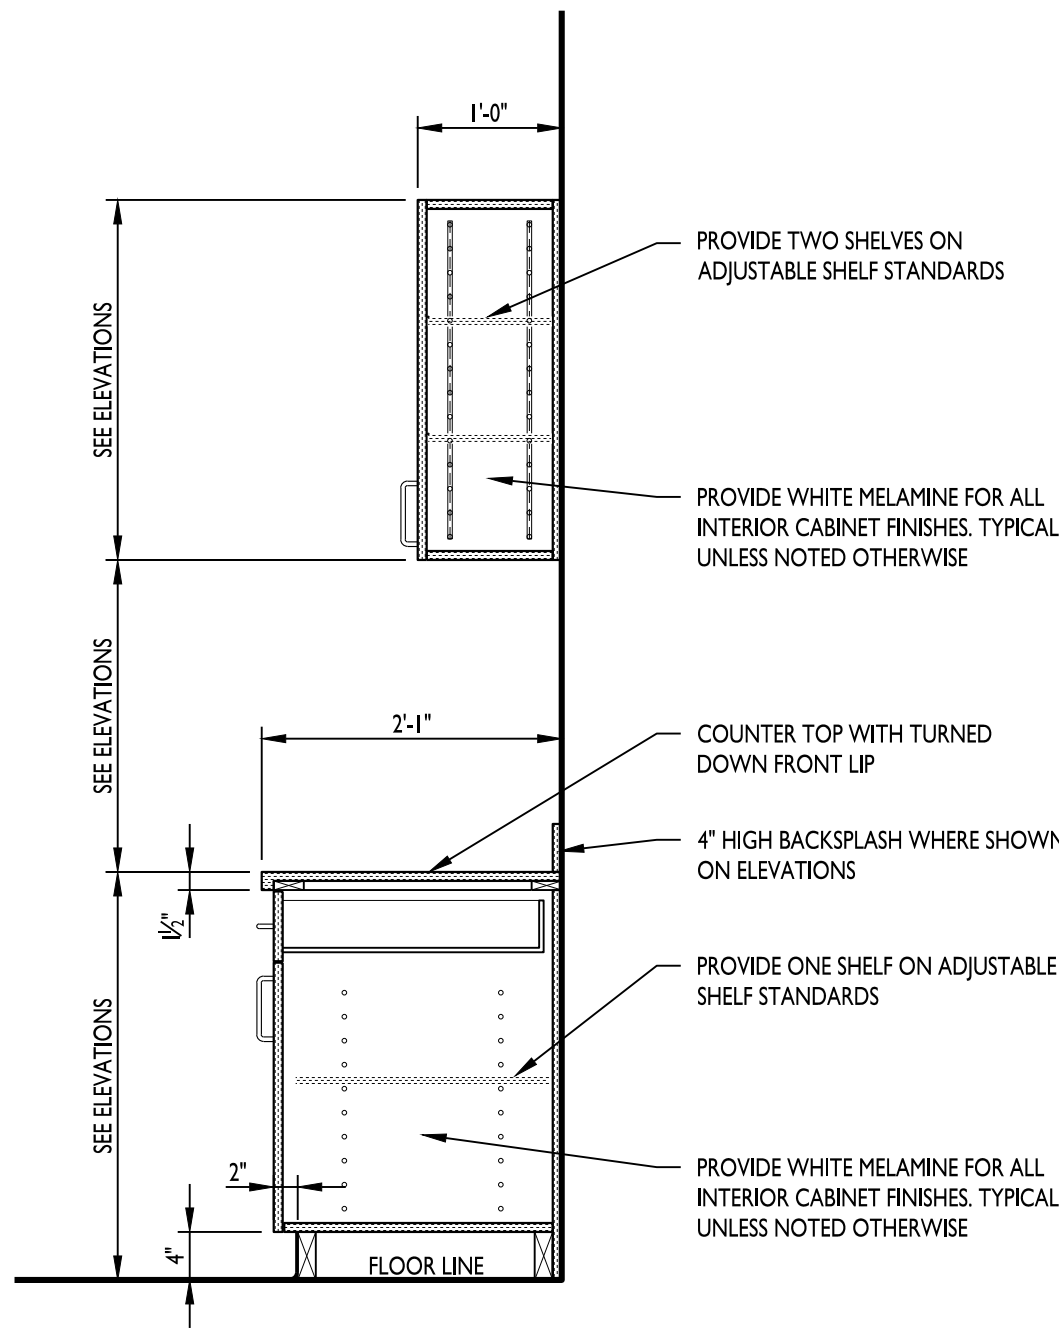 1'-0"
PROVIDE TWO SHELVES ON
ADJUSTABLE SHELF STANDARDS
SEE ELEVATIONS
PROVIDE WHITE MELAMINE FOR ALL
INTERIOR CABINET FINISHES. TYPICAL
UNLESS NOTED OTHERWISE
SEE ELEVATIONS
2'-1"
COUNTER TOP WITH TURNED
DOWN FRONT LIP
4" HIGH BACKSPLASH WHERE SHOWN
ON ELEVATIONS
1½"
PROVIDE ONE SHELF ON ADJUSTABLE
SHELF STANDARDS
SEE ELEVATIONS
2"
PROVIDE WHITE MELAMINE FOR ALL
INTERIOR CABINET FINISHES. TYPICAL
UNLESS NOTED OTHERWISE
4"
FLOOR LINE